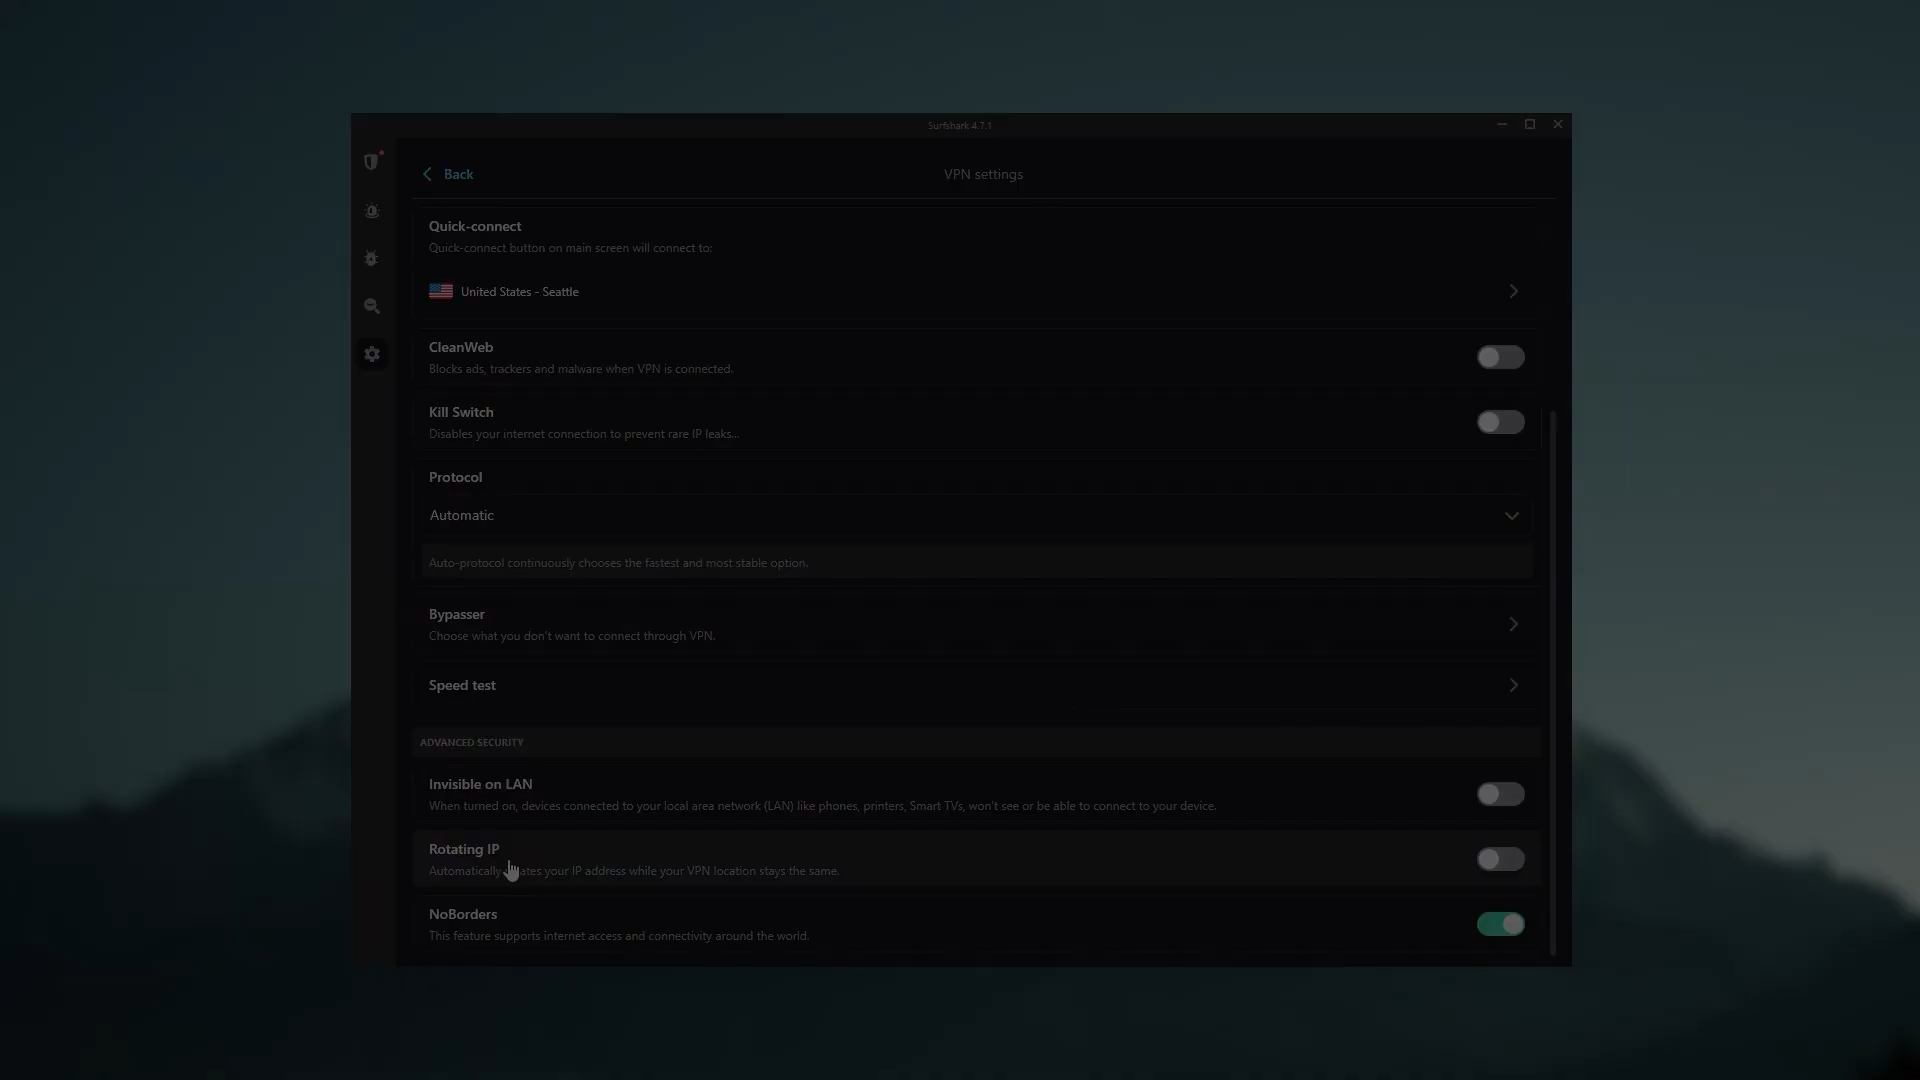 Surfshark 4.7.1
Back
VPN settings
Quick-connect
Quick-connect button on main screen will connect to:
United States - Seattle
CleanWeb
Blocks ads, trackers and malware when VPN is connected.
Kill Switch
Disables your internet connection to prevent rare IP leaks...
Protocol
Automatic
Auto-protocol continuously chooses the fastest and most stable option.
Bypasser
Choose what you don't want to connect through VPN.
Speed test
ADVANCED SECURITY
Invisible on LAN
When turned on, devices connected to your local area network (LAN) like phones, printers, Smart TVs, won't see or be able to connect to your device.
Rotating IP
Automatically your IP address while your VPN location stays the same.
NoBorders
This feature supports internet access and connectivity around the world.